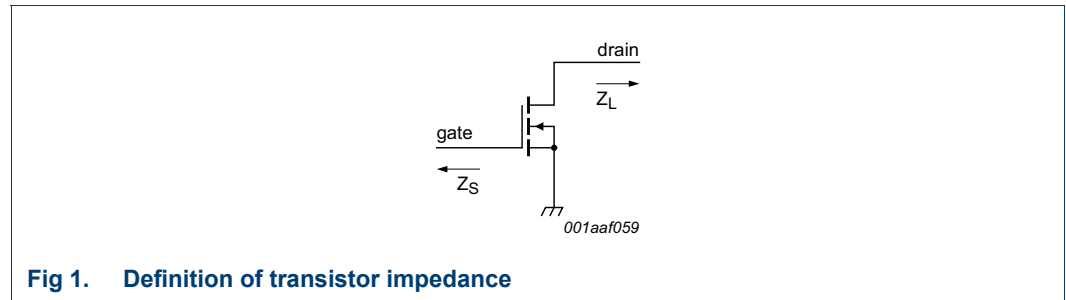 drain
Z_L
gate
Z_S
001aaf059
Fig 1. Definition of transistor impedance